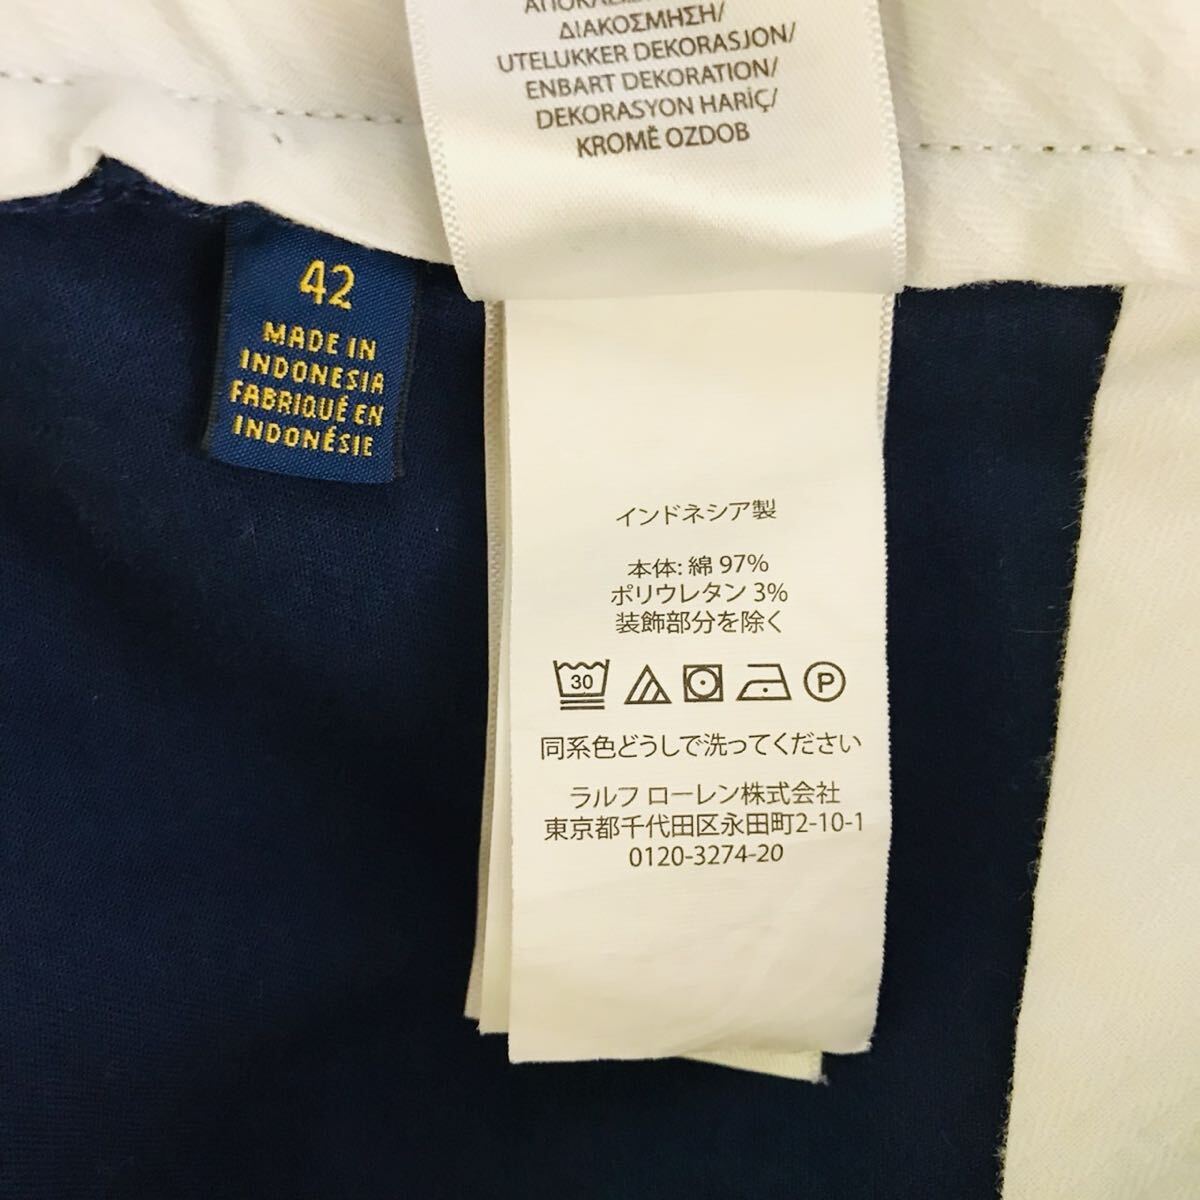 ΔΙΑΚΟΣΜΗΣΗ/
UTELUKKER DEKORASJON/
ENBART DEKORATION/
DEKORASYON HARİÇ/
KROMĚ OZDOB
42
MADE IN
INDONESIA
FABRIQUÉ EN
INDONÉSIE
インドネシア製
本体: 綿 97%
ポリウレタン 3%
装飾部分を除く
30
P
同系色どうしで洗ってください
ラルフ ローレン株式会社
東京都千代田区永田町2-10-1
0120-3274-20